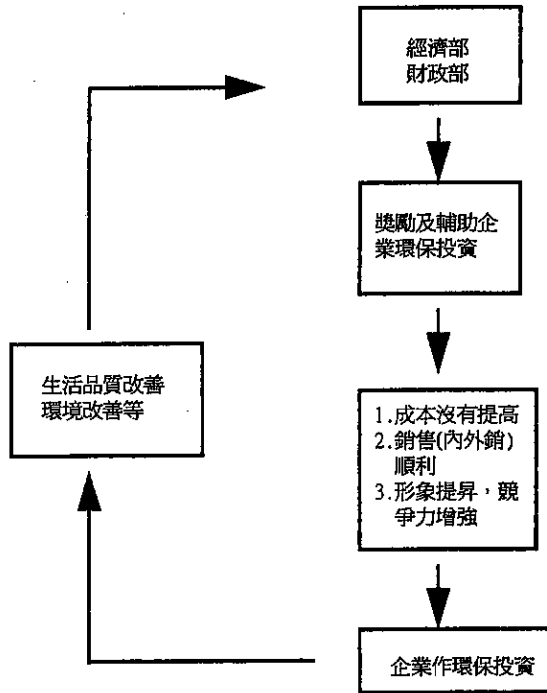 經濟部
財政部
獎勵及輔助企
業環保投資
生活品質改善
環境改善等
1.成本沒有提高
2.銷售(內外銷)
順利
3.形象提昇，競
爭力增強
企業作環保投資